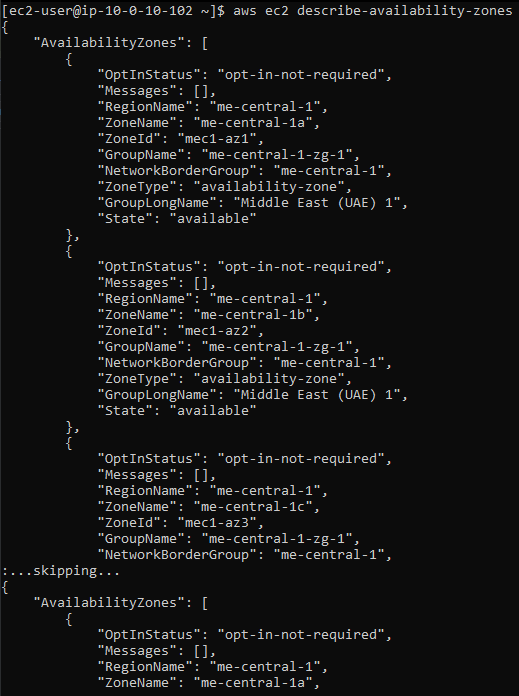 [ec2-user@ip-10-0-10-102 ~]$ aws ec2 describe-availability-zones
{
    "AvailabilityZones": [
        {
            "OptInStatus": "opt-in-not-required",
            "Messages": [],
            "RegionName": "me-central-1",
            "ZoneName": "me-central-1a",
            "ZoneId": "mec1-az1",
            "GroupName": "me-central-1-zg-1",
            "NetworkBorderGroup": "me-central-1",
            "ZoneType": "availability-zone",
            "GroupLongName": "Middle East (UAE) 1",
            "State": "available"
        },
        {
            "OptInStatus": "opt-in-not-required",
            "Messages": [],
            "RegionName": "me-central-1",
            "ZoneName": "me-central-1b",
            "ZoneId": "mec1-az2",
            "GroupName": "me-central-1-zg-1",
            "NetworkBorderGroup": "me-central-1",
            "ZoneType": "availability-zone",
            "GroupLongName": "Middle East (UAE) 1",
            "State": "available"
        },
        {
            "OptInStatus": "opt-in-not-required",
            "Messages": [],
            "RegionName": "me-central-1",
            "ZoneName": "me-central-1c",
            "ZoneId": "mec1-az3",
            "GroupName": "me-central-1-zg-1",
            "NetworkBorderGroup": "me-central-1",
:...skipping...
{
    "AvailabilityZones": [
        {
            "OptInStatus": "opt-in-not-required",
            "Messages": [],
            "RegionName": "me-central-1",
            "ZoneName": "me-central-1a",